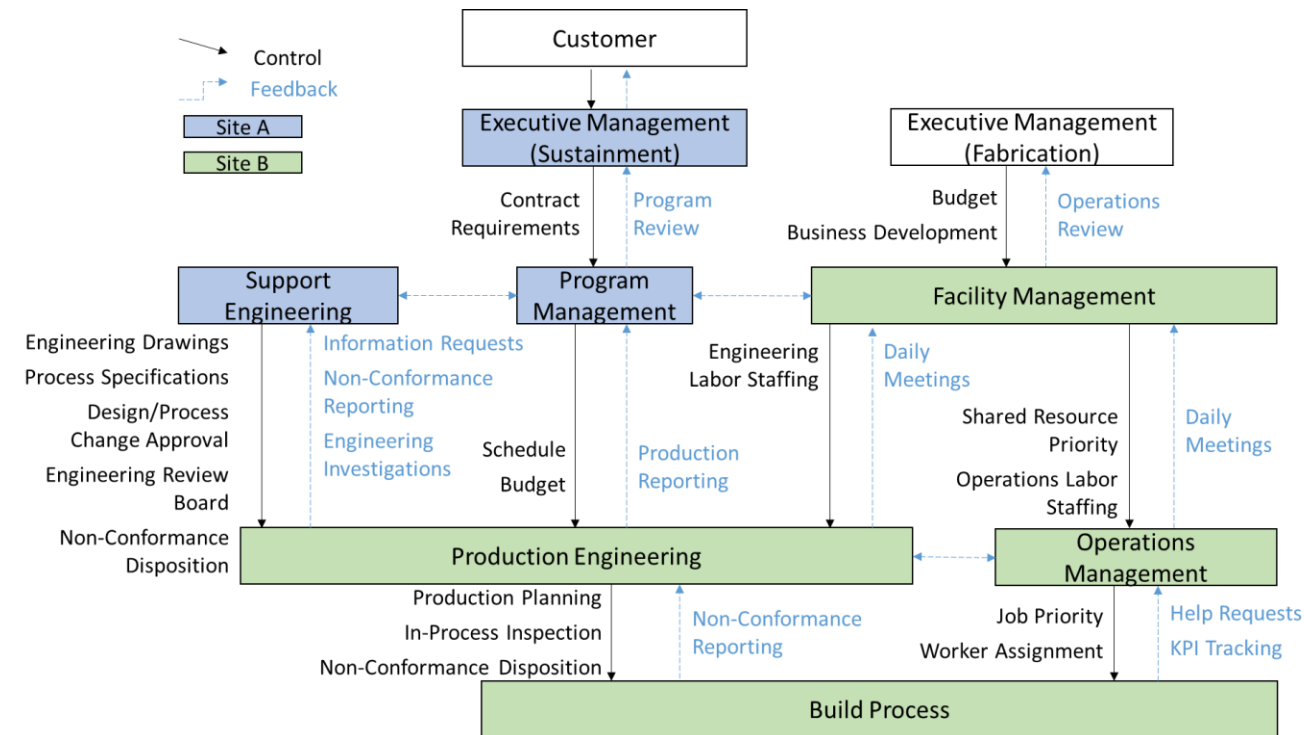 Customer
Control
Feedback
Site A
Site B
Executive Management
(Sustainment)
Executive Management
(Fabrication)
Contract
Requirements
Program
Review
Budget
Business Development
Operations
Review
Support
Engineering
Program
Management
Facility Management
Engineering Drawings
Process Specifications
Design/Process
Change Approval
Engineering Review
Board
Non-Conformance
Disposition
Information Requests
Non-Conformance
Reporting
Engineering
Investigations
Schedule
Budget
Production
Reporting
Engineering
Labor Staffing
Daily
Meetings
Shared Resource
Priority
Operations Labor
Staffing
Daily
Meetings
Production Engineering
Operations
Management
Production Planning
In-Process Inspection
Non-Conformance Disposition
Non-Conformance
Reporting
Job Priority
Worker Assignment
Help Requests
KPI Tracking
Build Process